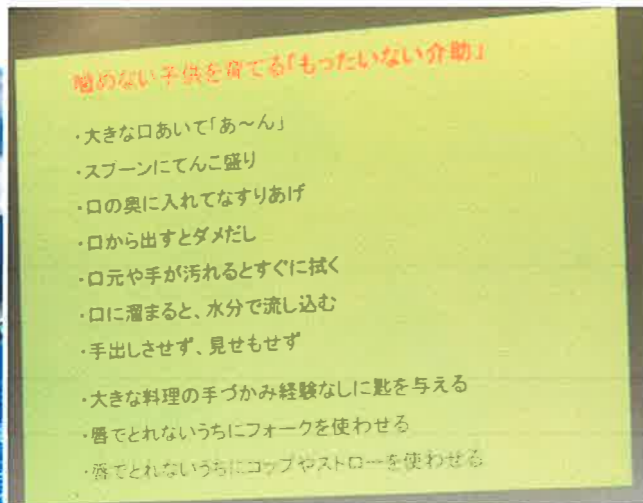 噛めない子供を育てる「もったいない介助」
・大きな口あいて「あ～ん」
・スプーンにてんこ盛り
・口の奥に入れてなすりあげ
・口から出すとダメだし
・口元や手が汚れるとすぐに拭く
・口に溜まると、水分で流し込む
・手出しさせず、見せもせず
・大きな料理の手づかみ経験なしに匙を与える
・唇でとれないうちにフォークを使わせる
・唇でとれないうちにコップやストローを使わせる